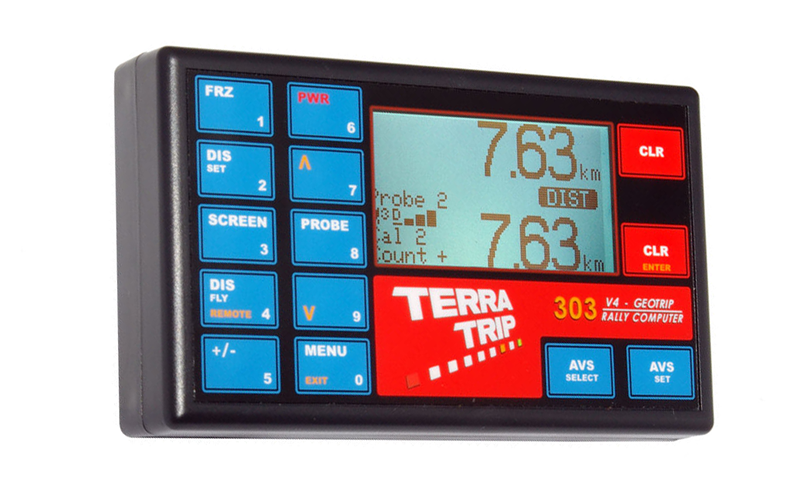 FRZ
1
PWR
6
DIS
SET
2
Λ
7
SCREEN
3
PROBE
8
DIS
FLY
REMOTE 4
V
9
+/-
5
MENU
EXIT 0
7.63 km
DIST
Probe 2
Cal 2
Count +
7.63 km
CLR
CLR
ENTER
TERRA
TRIP
303
V4 - GEOTRIP
RALLY COMPUTER
AVS
SELECT
AVS
SET